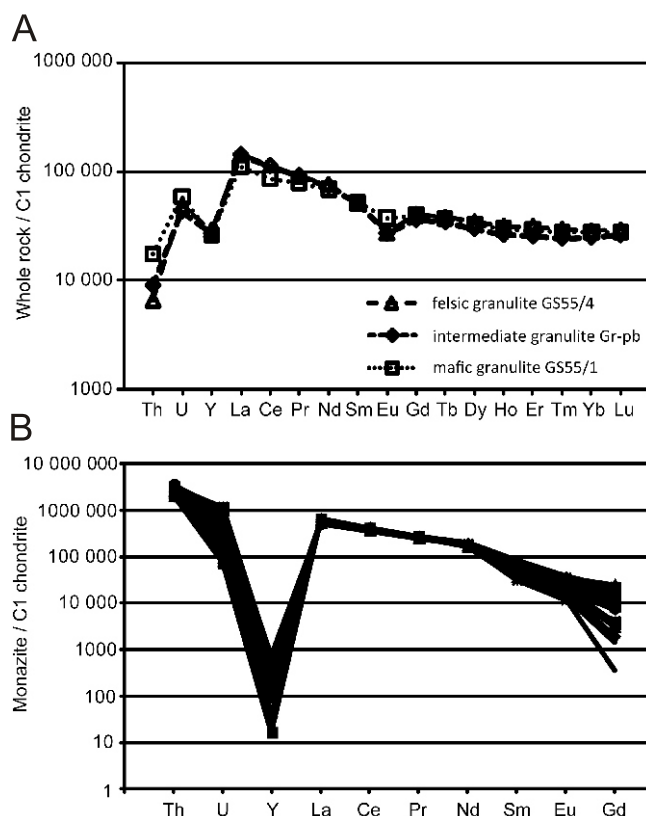 A
Whole rock / C1 chondrite
1000 000
100 000
10 000
1000
felsic granulite GS55/4
intermediate granulite Gr-pb
mafic granulite GS55/1
Th U Y La Ce Pr Nd Sm Eu Gd Tb Dy Ho Er Tm Yb Lu
B
Monazite / C1 chondrite
10 000 000
1000 000
100 000
10 000
1000
100
10
1
Th U Y La Ce Pr Nd Sm Eu Gd